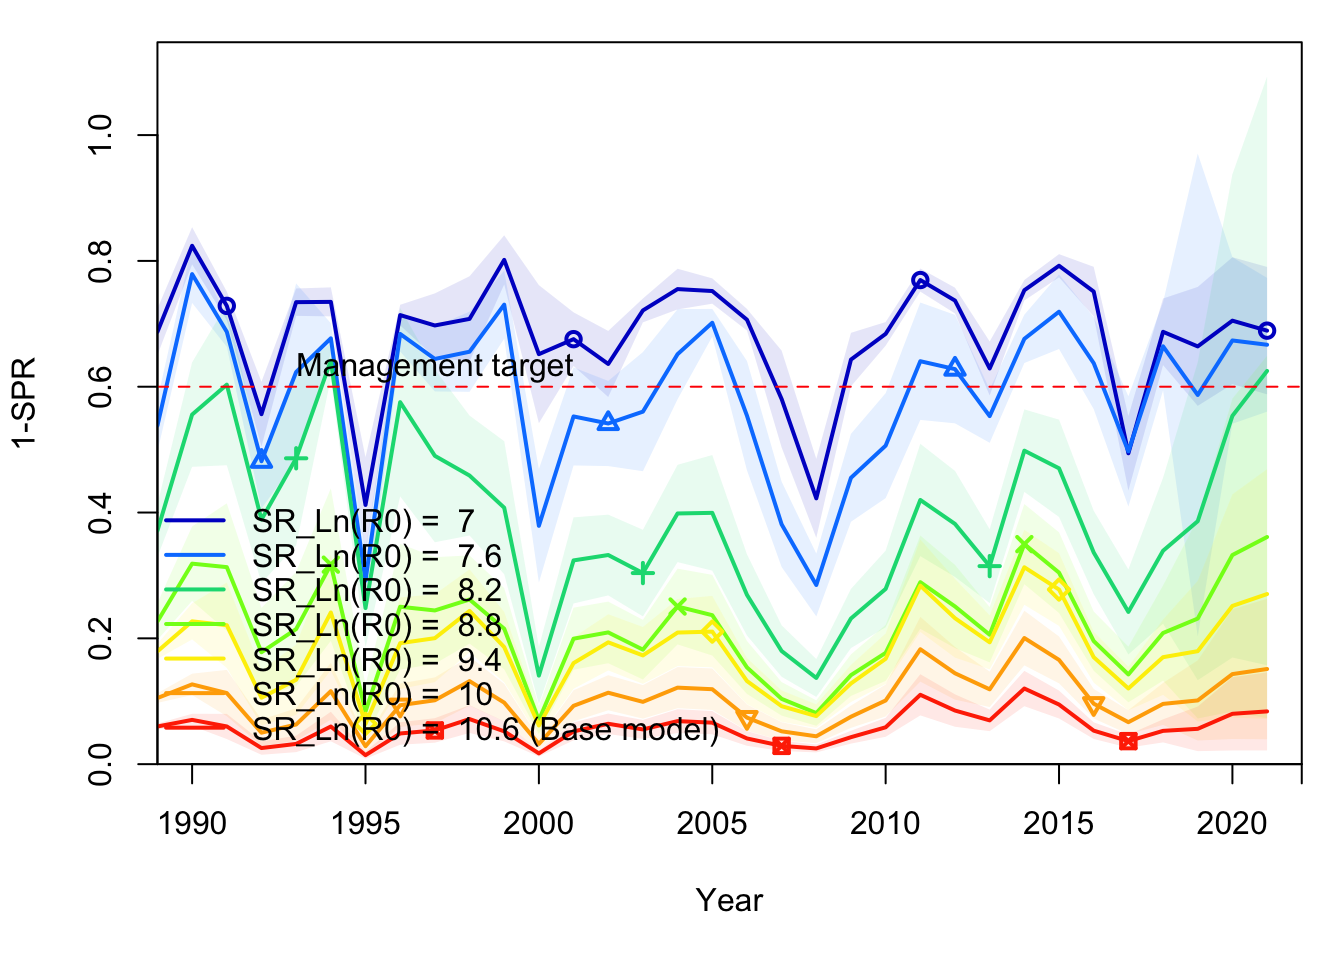 1-SPR
1.0
0.8
0.6
0.4
0.2
0.0
Management target
SR_Ln(R0) = 7
SR_Ln(R0) = 7.6
SR_Ln(R0) = 8.2
SR_Ln(R0) = 8.8
SR_Ln(R0) = 9.4
SR_Ln(R0) = 10
SR_Ln(R0) = 10.6 (Base model)
1990 1995 2000 2005 2010 2015 2020
Year